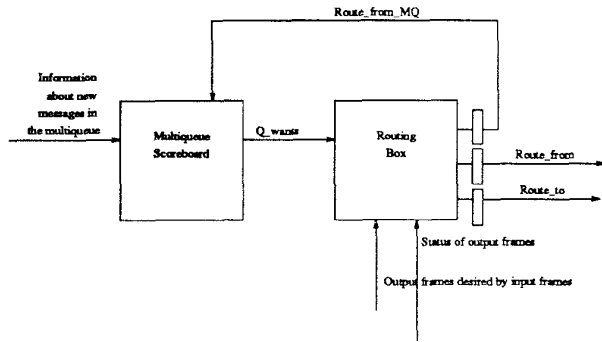 Route_from_MQ
Information
about new
messages in
the multiqueue
Multiqueue
Scoreboard
Q_wants
Routing
Box
Route_from
Route_to
Status of output frames
Output frames desired by input frames